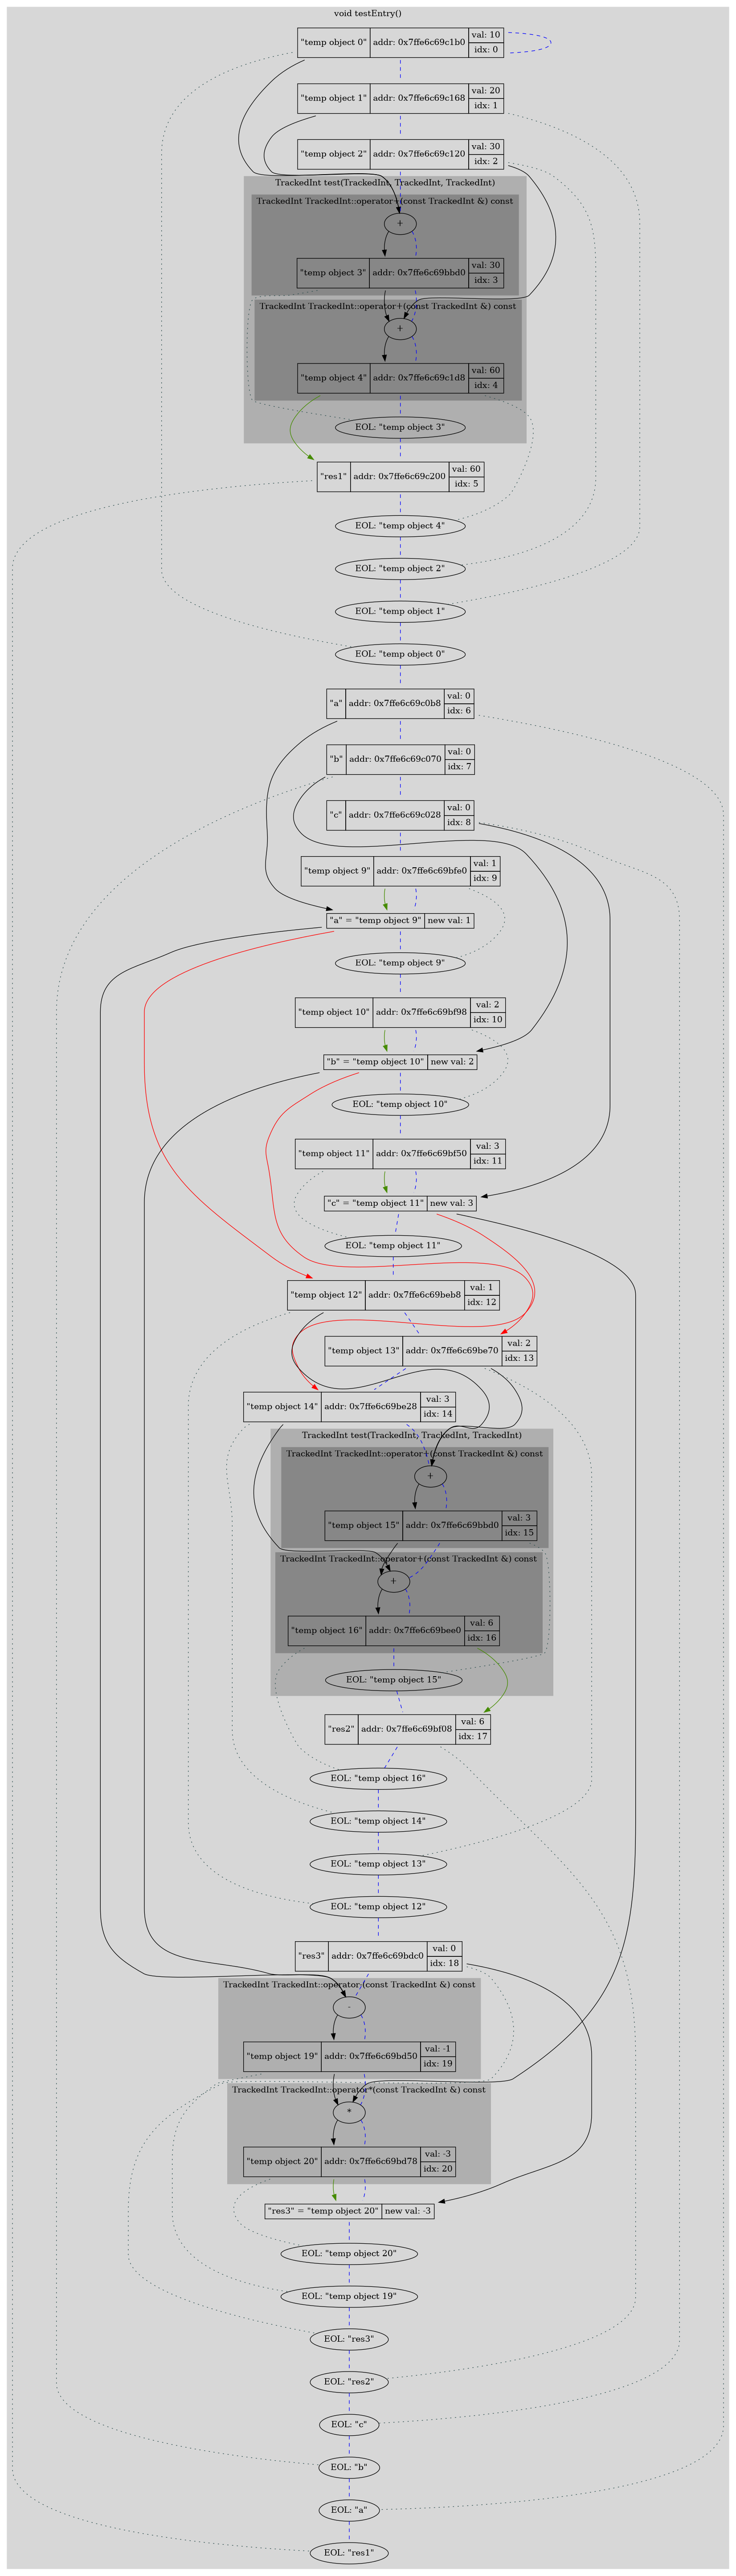 void testEntry()
"temp object 0" addr: 0x7ffe6c69c1b0 val: 10
idx: 0
"temp object 1" addr: 0x7ffe6c69c168 val: 20
idx: 1
"temp object 2" addr: 0x7ffe6c69c120 val: 30
idx: 2
TrackedInt test(TrackedInt, TrackedInt, TrackedInt)
TrackedInt TrackedInt::operator+(const TrackedInt &) const
+
"temp object 3" addr: 0x7ffe6c69bbd0 val: 30
idx: 3
TrackedInt TrackedInt::operator+(const TrackedInt &) const
+
"temp object 4" addr: 0x7ffe6c69c1d8 val: 60
idx: 4
EOL: "temp object 3"
"res1" addr: 0x7ffe6c69c200 val: 60
idx: 5
EOL: "temp object 4"
EOL: "temp object 2"
EOL: "temp object 1"
EOL: "temp object 0"
"a" addr: 0x7ffe6c69c0b8 val: 0
idx: 6
"b" addr: 0x7ffe6c69c070 val: 0
idx: 7
"c" addr: 0x7ffe6c69c028 val: 0
idx: 8
"temp object 9" addr: 0x7ffe6c69bfe0 val: 1
idx: 9
"a" = "temp object 9" new val: 1
EOL: "temp object 9"
"temp object 10" addr: 0x7ffe6c69bf98 val: 2
idx: 10
"b" = "temp object 10" new val: 2
EOL: "temp object 10"
"temp object 11" addr: 0x7ffe6c69bf50 val: 3
idx: 11
"c" = "temp object 11" new val: 3
EOL: "temp object 11"
"temp object 12" addr: 0x7ffe6c69beb8 val: 1
idx: 12
"temp object 13" addr: 0x7ffe6c69be70 val: 2
idx: 13
"temp object 14" addr: 0x7ffe6c69be28 val: 3
idx: 14
TrackedInt test(TrackedInt, TrackedInt, TrackedInt)
TrackedInt TrackedInt::operator+(const TrackedInt &) const
+
"temp object 15" addr: 0x7ffe6c69bbd0 val: 3
idx: 15
TrackedInt TrackedInt::operator+(const TrackedInt &) const
+
"temp object 16" addr: 0x7ffe6c69bee0 val: 6
idx: 16
EOL: "temp object 15"
"res2" addr: 0x7ffe6c69bf08 val: 6
idx: 17
EOL: "temp object 16"
EOL: "temp object 14"
EOL: "temp object 13"
EOL: "temp object 12"
"res3" addr: 0x7ffe6c69bdc0 val: 0
idx: 18
TrackedInt TrackedInt::operator-(const TrackedInt &) const
-
"temp object 19" addr: 0x7ffe6c69bd50 val: -1
idx: 19
TrackedInt TrackedInt::operator*(const TrackedInt &) const
*
"temp object 20" addr: 0x7ffe6c69bd78 val: -3
idx: 20
"res3" = "temp object 20" new val: -3
EOL: "temp object 20"
EOL: "temp object 19"
EOL: "res3"
EOL: "res2"
EOL: "c"
EOL: "b"
EOL: "a"
EOL: "res1"